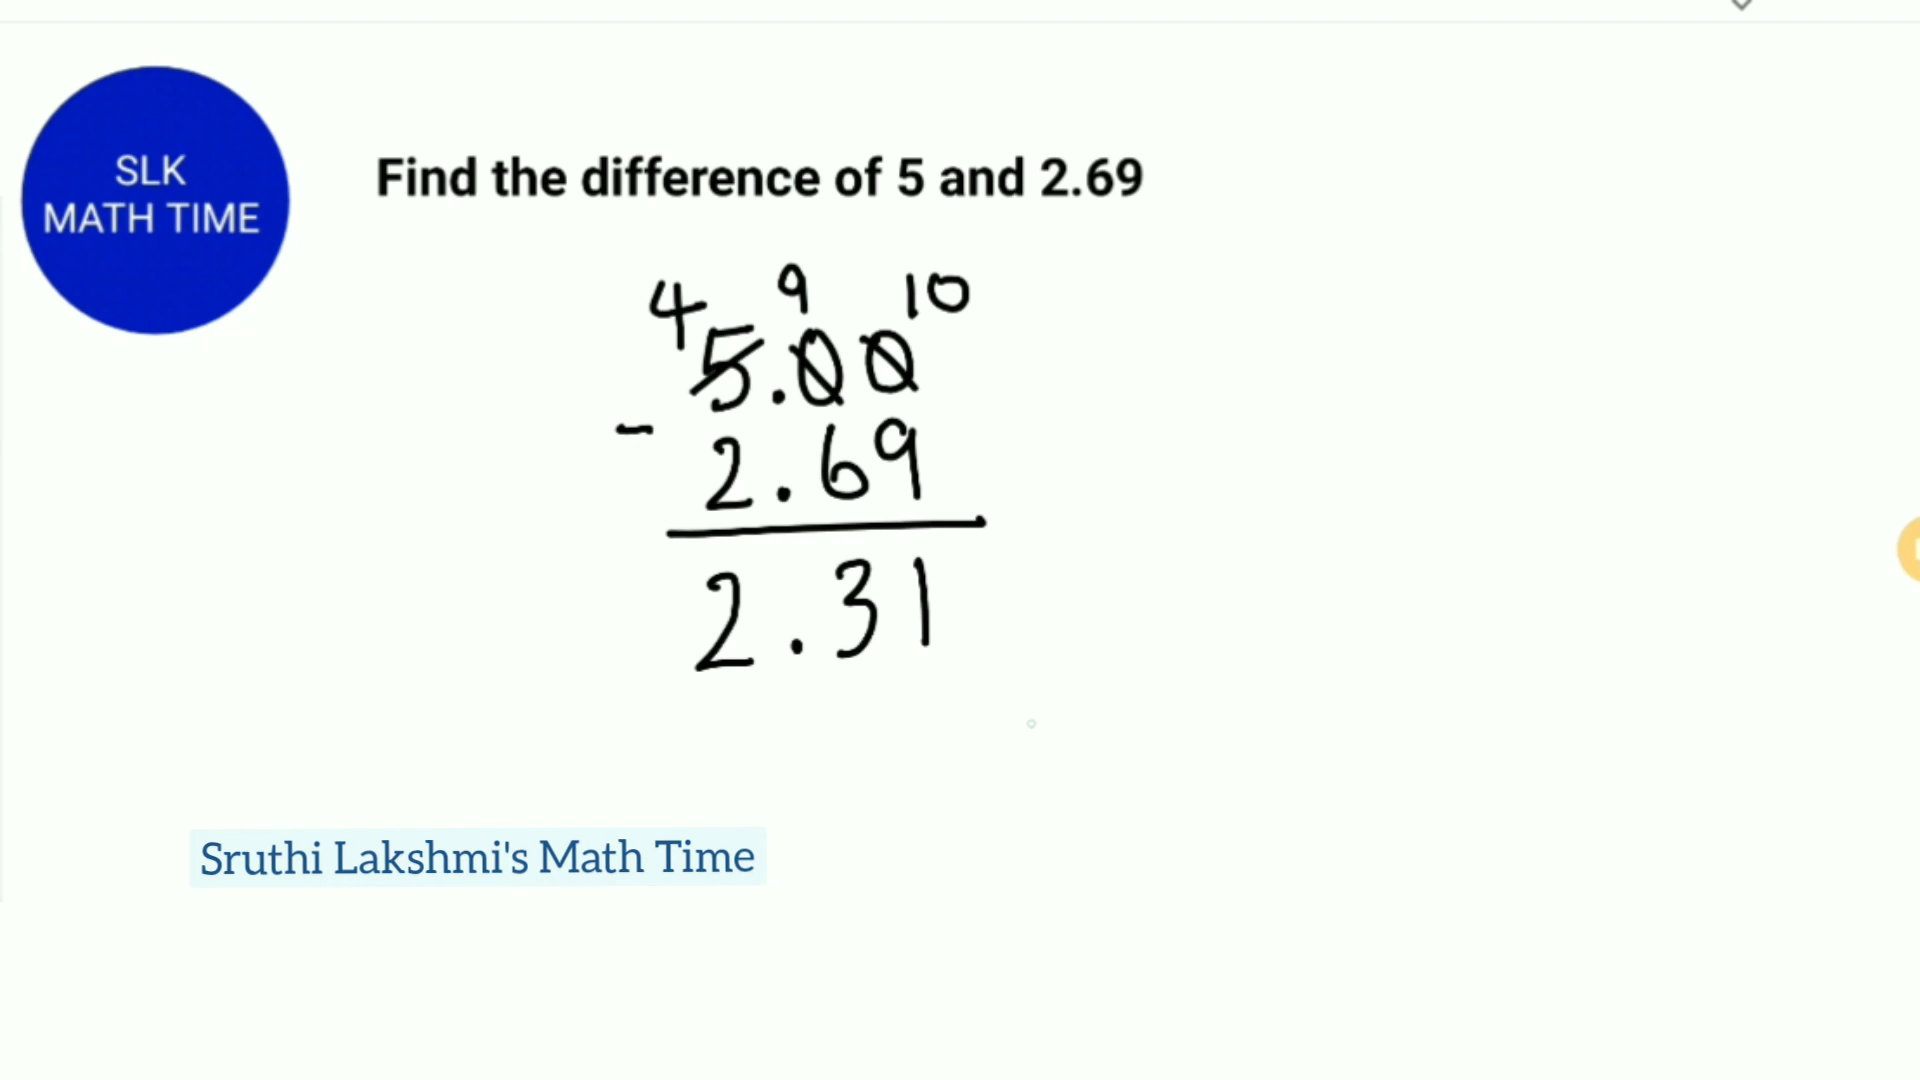 SLK
MATH TIME
Find the difference of 5 and 2.69
4 9 10
5.00
- 2.69
2.31
Sruthi Lakshmi's Math Time